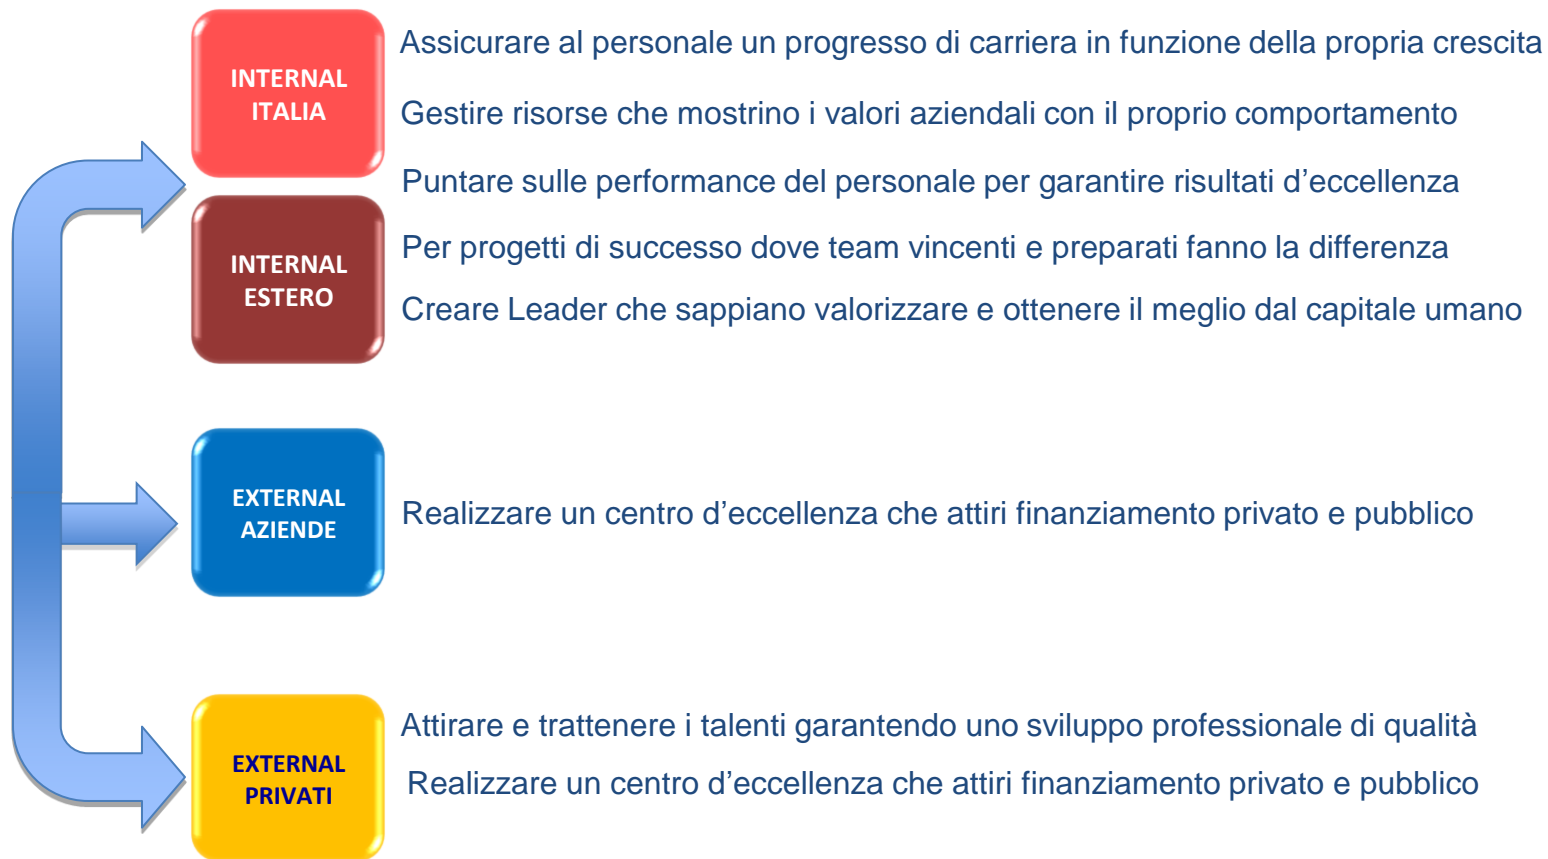 INTERNAL
ITALIA
Assicurare al personale un progresso di carriera in funzione della propria crescita
Gestire risorse che mostrino i valori aziendali con il proprio comportamento
Puntare sulle performance del personale per garantire risultati d’eccellenza
INTERNAL
ESTERO
Per progetti di successo dove team vincenti e preparati fanno la differenza
Creare Leader che sappiano valorizzare e ottenere il meglio dal capitale umano
EXTERNAL
AZIENDE
Realizzare un centro d’eccellenza che attiri finanziamento privato e pubblico
EXTERNAL
PRIVATI
Attirare e trattenere i talenti garantendo uno sviluppo professionale di qualità
Realizzare un centro d’eccellenza che attiri finanziamento privato e pubblico